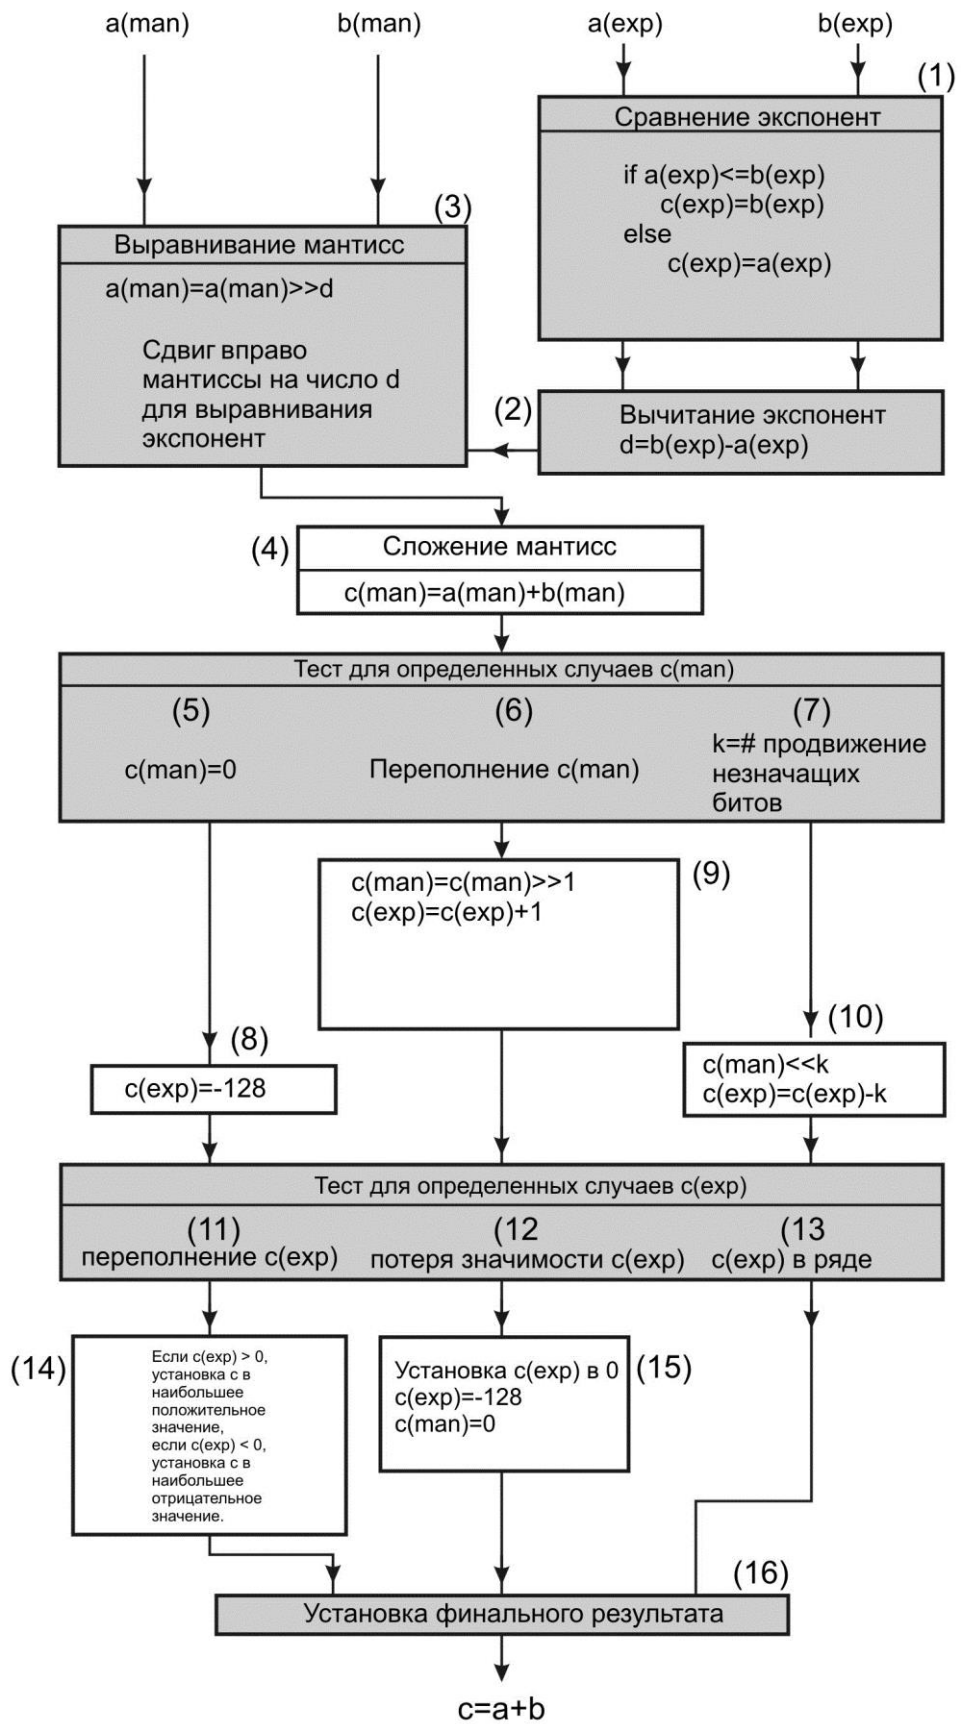 a(man)
b(man)
a(exp)
b(exp)
(1)
Сравнение экспонент
if a(exp)<=b(exp)
c(exp)=b(exp)
else
c(exp)=a(exp)
(3)
Выравнивание мантисс
a(man)=a(man)>>d
Сдвиг вправо
мантиссы на число d
для выравнивания
экспонент
(2)
Вычитание экспонент
d=b(exp)-a(exp)
(4)
Сложение мантисс
c(man)=a(man)+b(man)
Тест для определенных случаев c(man)
(5)
c(man)=0
(6)
Переполнение c(man)
(7)
k=# продвижение
незначащих
битов
(9)
c(man)=c(man)>>1
c(exp)=c(exp)+1
(8)
c(exp)=-128
(10)
c(man)<<k
c(exp)=c(exp)-k
Тест для определенных случаев c(exp)
(11)
переполнение c(exp)
(12)
потеря значимости c(exp)
(13
c(exp) в ряде
(14)
Если c(exp) > 0,
установка c в
наибольшее
положительное
значение,
если c(exp) < 0,
установка c в
наибольшее
отрицательное
значение.
(15)
Установка c(exp) в 0
c(exp)=-128
c(man)=0
(16)
Установка финального результата
c=a+b